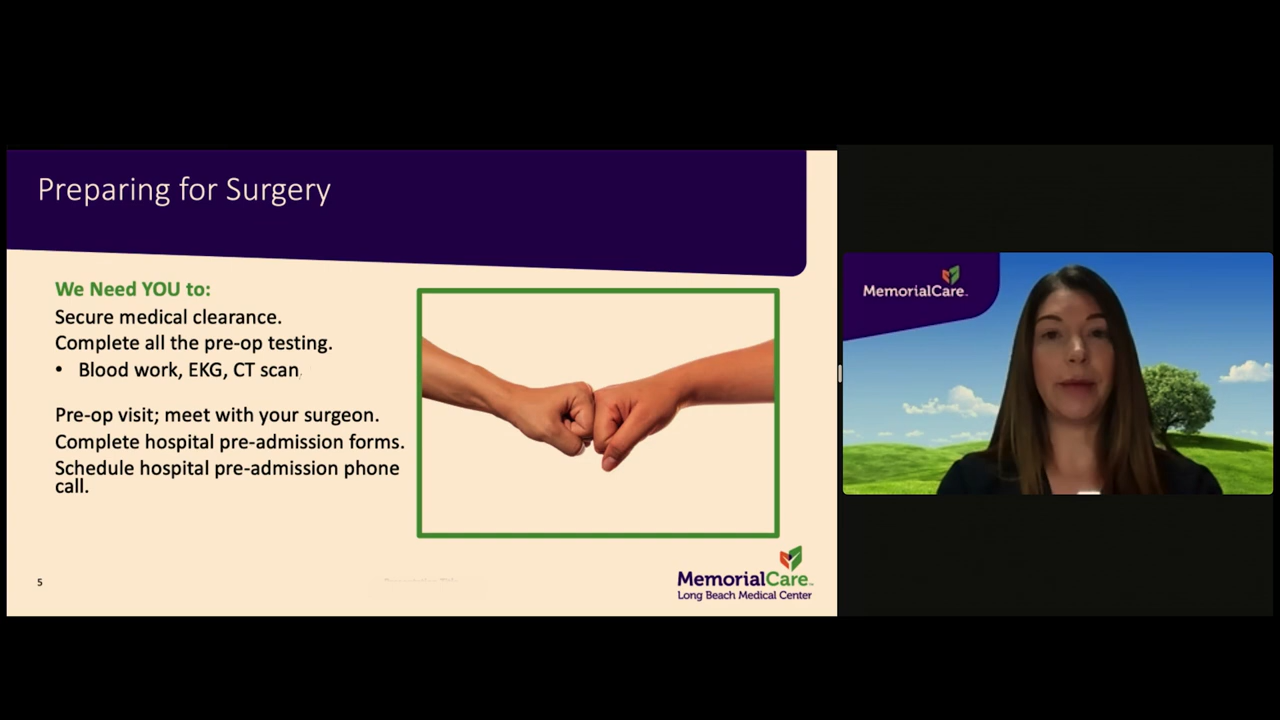 Preparing for Surgery
We Need YOU to:
Secure medical clearance.
Complete all the pre-op testing.
• Blood work, EKG, CT scan
Pre-op visit; meet with your surgeon.
Complete hospital pre-admission forms.
Schedule hospital pre-admission phone
call.
5
MemorialCare™
Long Beach Medical Center
MemorialCare™